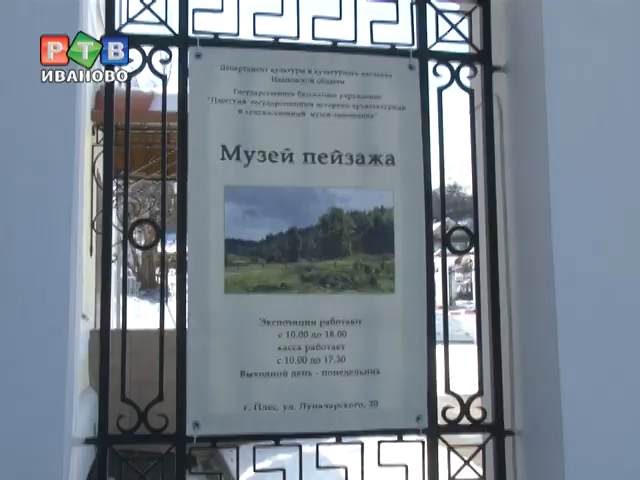 РТВ
ИВАНОВО
Департамент культуры и культурного наследия
Ивановской области
Государственное бюджетное учреждение
"Плесский государственный историко-архитектурный
и художественный музей-заповедник"
Музей пейзажа
Экспозиции работают
с 10.00 до 18.00
касса работает
с 10.00 до 17.30
Выходной день - понедельник
г. Плес, ул. Луначарского, 20